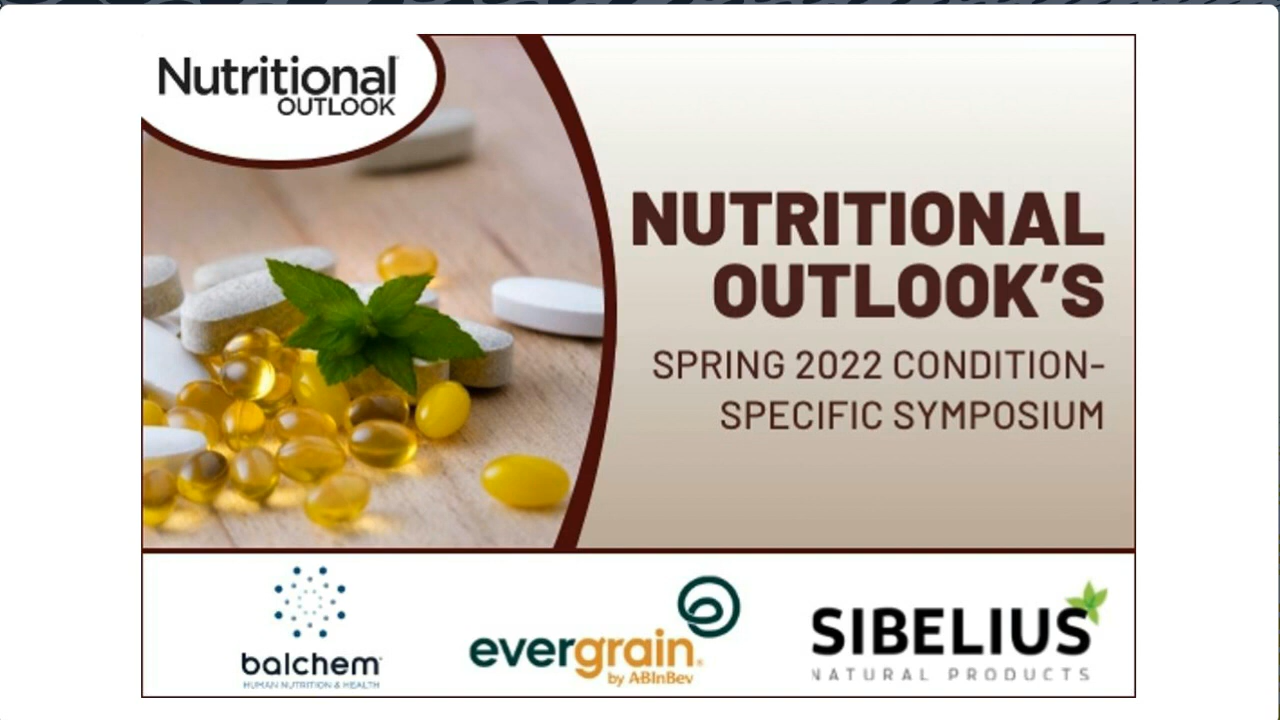 Nutritional
OUTLOOK
NUTRITIONAL
OUTLOOK'S
SPRING 2022 CONDITION-
SPECIFIC SYMPOSIUM
balchem
HUMAN NUTRITION & HEALTH
evergrain
by ABInBev
SIBELIUS
NATURAL PRODUCTS